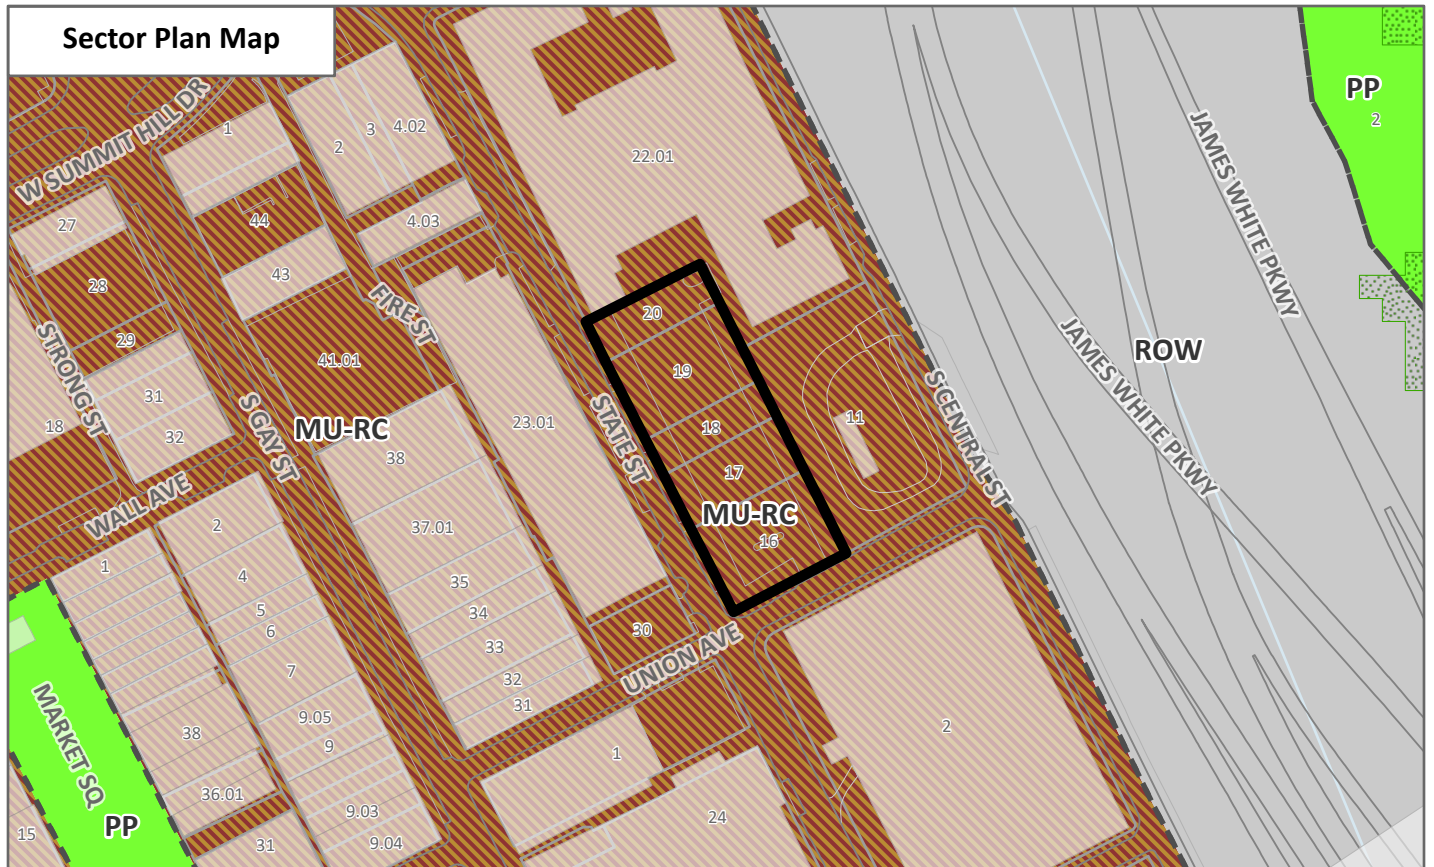 Sector Plan Map
PP
2
W SUMMIT HILL DR
1
2
3
4.02
22.01
JAMES WHITE PKWY
27
44
4.03
28
43
FIRE ST
20
29
STRONG ST
41.01
19
JAMES WHITE PKWY
ROW
31
S GAY ST
STATE ST
S CENTRAL ST
18
32
MU-RC
38
23.01
18
11
17
WALL AVE
2
37.01
MU-RC
16
1
4
35
5
34
30
6
33
UNION AVE
7
32
31
MARKET SQ
9.05
38
9
1
2
36.01
9.03
24
PP
15
31
9.04